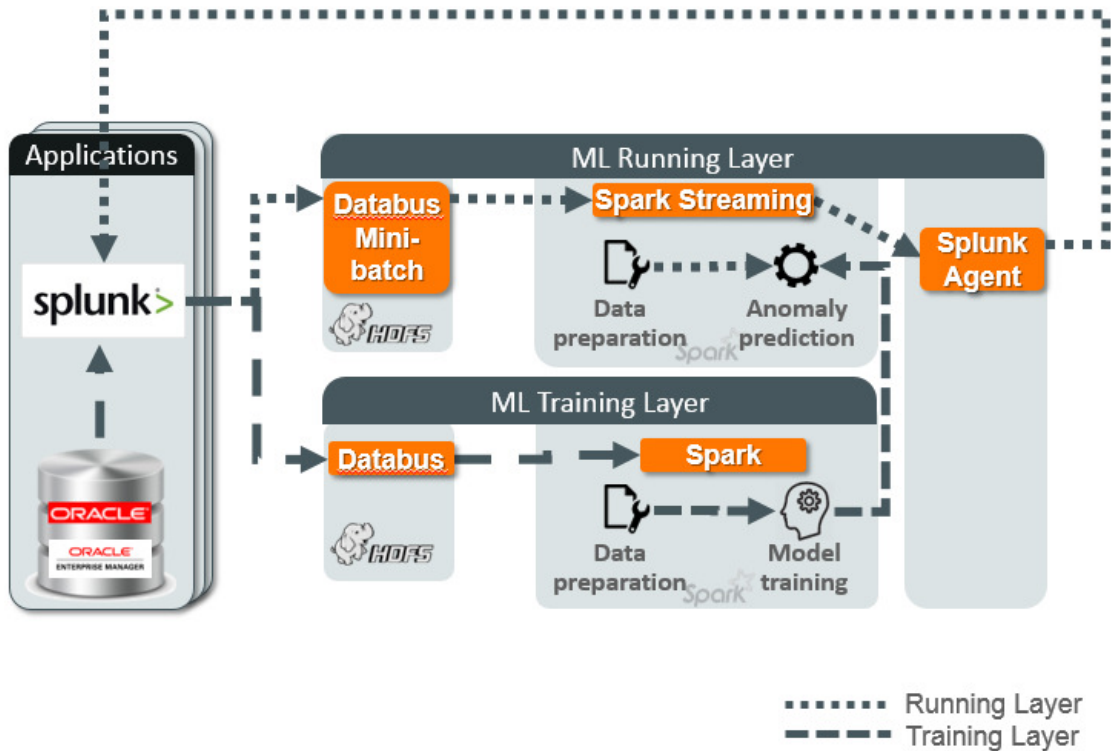 Applications
splunk>
ORACLE
ORACLE
ENTERPRISE MANAGER
ML Running Layer
Databus
Mini-
batch
HDFS
Spark Streaming
Data
preparation
Anomaly
prediction
Spark
Splunk
Agent
ML Training Layer
Databus
HDFS
Spark
Data
preparation
Model
training
Spark
Running Layer
Training Layer